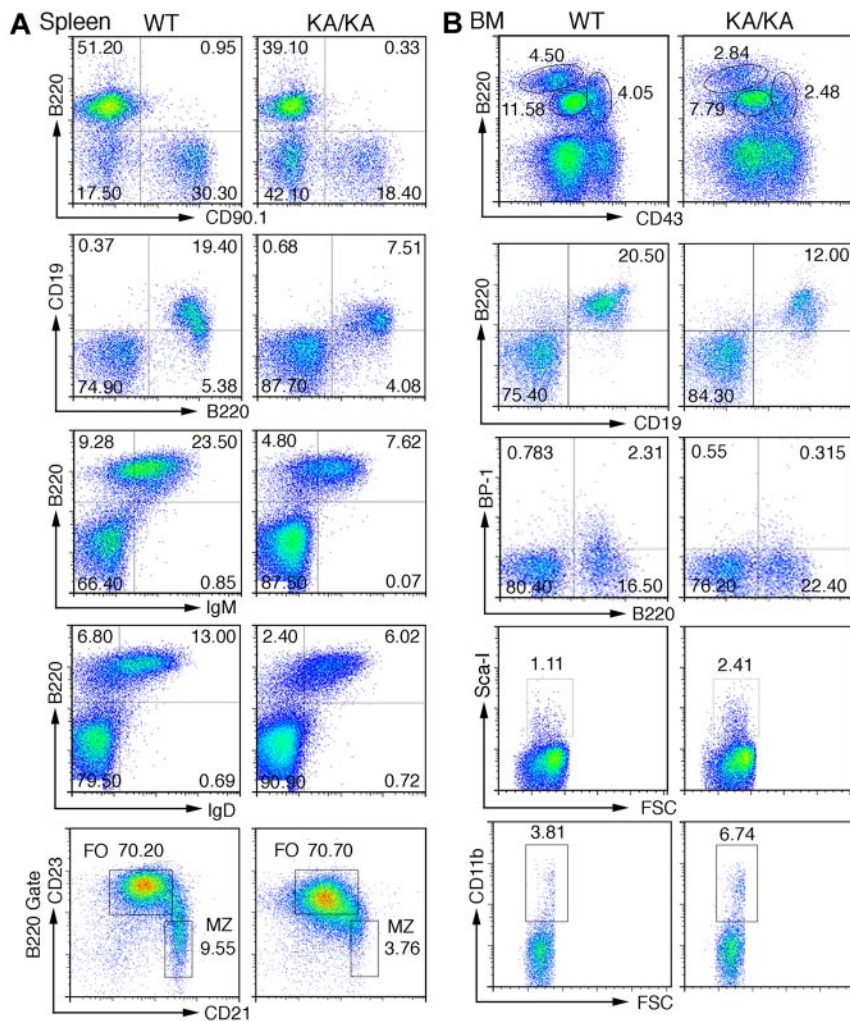 A Spleen WT KA/KA
51.20 0.95 39.10 0.33
B220
17.50 30.30 42.10 18.40
CD90.1
0.37 19.40 0.68 7.51
CD19
74.90 5.38 87.70 4.08
B220
9.28 23.50 4.80 7.62
B220
66.40 0.85 87.50 0.07
IgM
6.80 13.00 2.40 6.02
B220
79.50 0.69 90.90 0.72
IgD
FO 70.20 FO 70.70
B220 Gate
CD23
MZ MZ
9.55 3.76
CD21
B BM WT KA/KA
4.50 2.84
B220
11.58 4.05 7.79 2.48
CD43
20.50 12.00
B220
75.40 84.30
CD19
0.783 2.31 0.55 0.315
BP-1
80.40 16.50 76.20 22.40
B220
Sca-I
1.11 2.41
FSC
3.81 6.74
CD11b
FSC